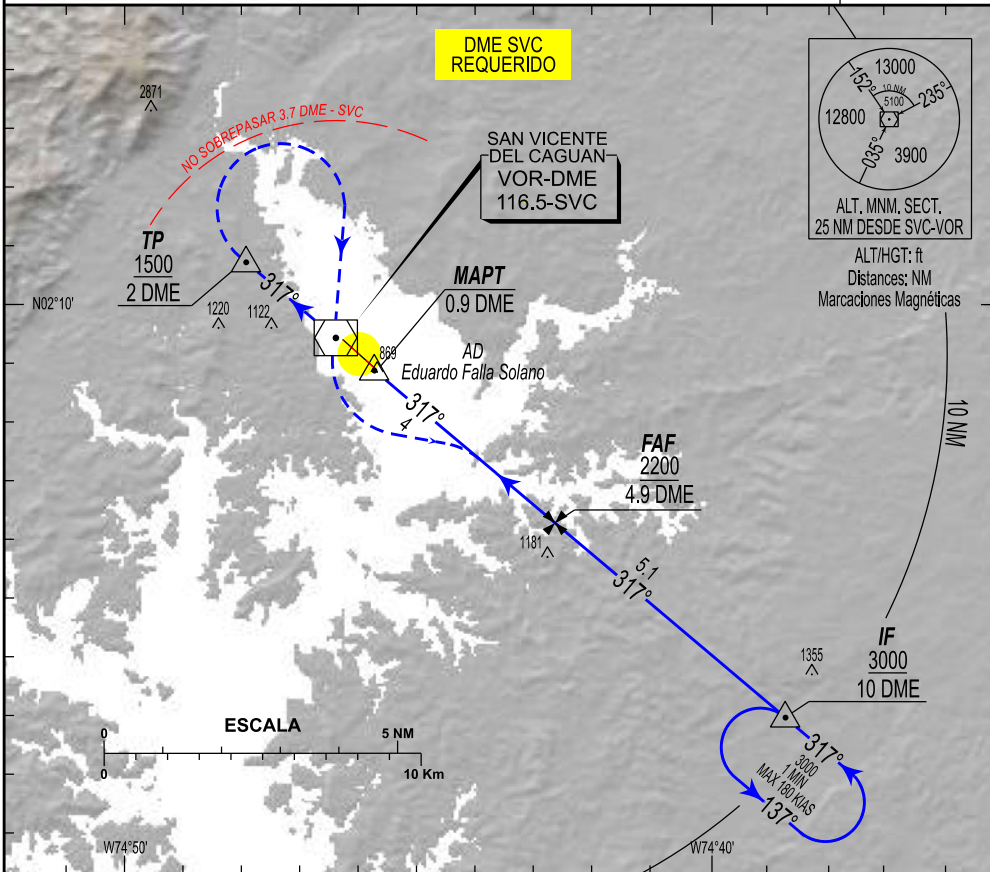 DME SVC
REQUERIDO
2871
NO SOBREPASAR 3.7 DME - SVC
SAN VICENTE
DEL CAGUAN
VOR-DME
116.5-SVC
13000
152°
10 NM
5100
235°
12800
035°
3900
ALT. MNM. SECT.
25 NM DESDE SVC-VOR
ALT/HGT: ft
Distances: NM
Marcaciones Magnéticas
TP
1500
2 DME
317°
1220
1122
N02°10'
MAPT
0.9 DME
869
AD
Eduardo Falla Solano
317°
4
10 NM
FAF
2200
4.9 DME
1181
5.1
317°
1355
IF
3000
10 DME
317°
3000
1 MIN
MAX 180 KIAS
137°
ESCALA
0
5 NM
0
10 Km
W74°50'
W74°40'